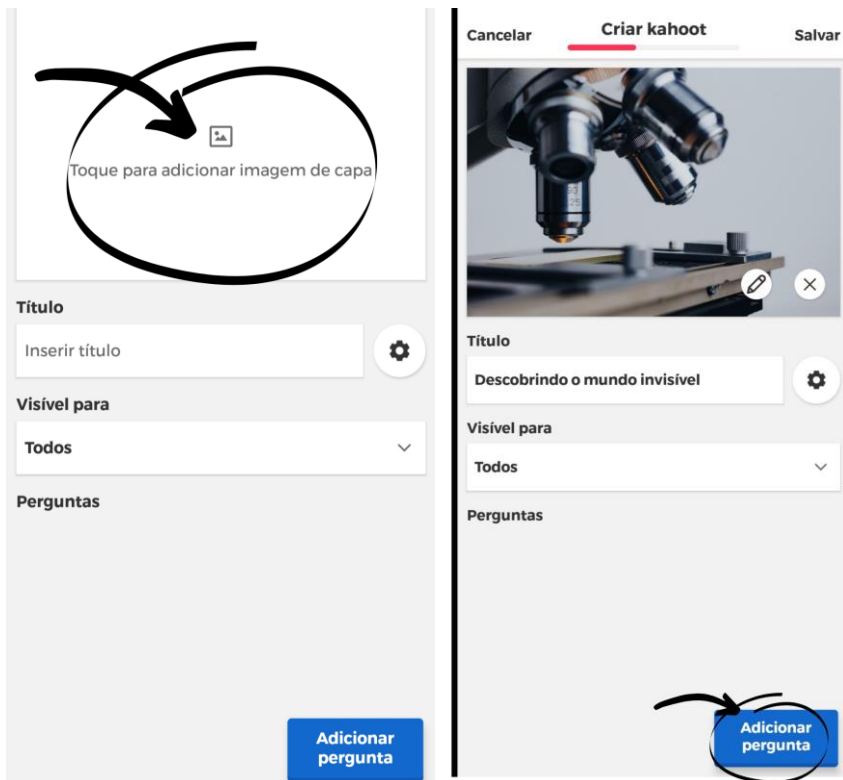 Toque para adicionar imagem de capa
Título
Inserir título
Visível para
Todos
Perguntas
Adicionar
pergunta
Cancelar
Criar kahoot
Salvar
Título
Descobrindo o mundo invisível
Visível para
Todos
Perguntas
Adicionar
pergunta